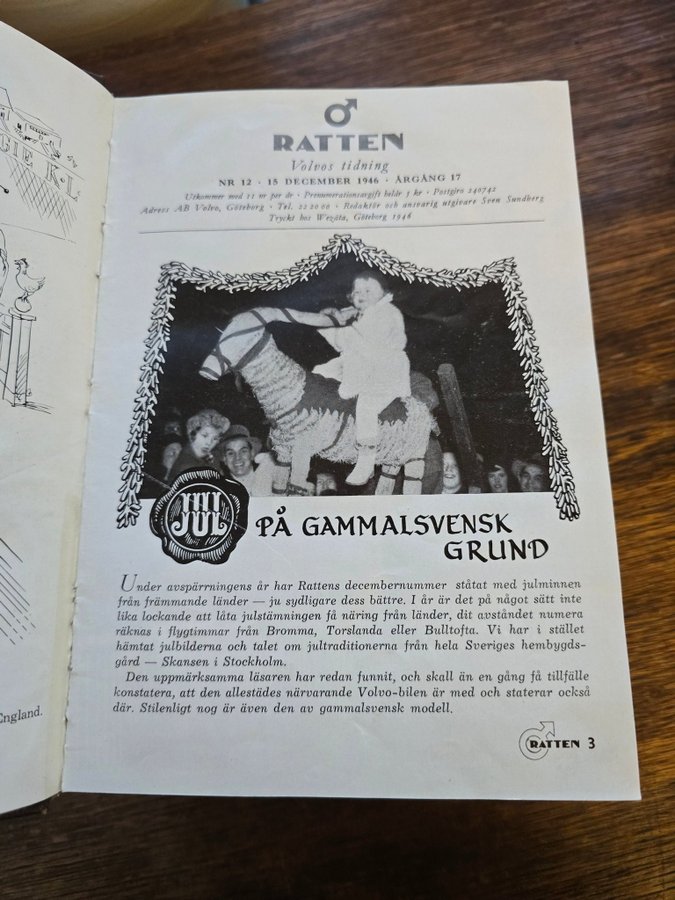 GIE K.L.
England.
♂
RATTEN
Volvos tidning
NR 12 · 15 DECEMBER 1946 · ÅRGÅNG 17
Utkommer med 12 nr per år · Prenumerationsavgift helår 5 kr · Postgiro 240742
Adress AB Volvo, Göteborg · Tel. 22 20 00 · Redaktör och ansvarig utgivare Sven Sundberg
Tryckt hos Wezäta, Göteborg 1946
JUL
PÅ GAMMALSVENSK
GRUND
Under avspärrningens år har Rattens decembernummer ståtat med julminnen
från främmande länder — ju sydligare dess bättre. I år är det på något sätt inte
lika lockande att låta julstämningen få näring från länder, dit avståndet numera
räknas i flygtimmar från Bromma, Torslanda eller Bulltofta. Vi har i stället
hämtat julbilderna och talet om jultraditionerna från hela Sveriges hembygds-
gård — Skansen i Stockholm.
Den uppmärksamma läsaren har redan funnit, och skall än en gång få tillfälle
konstatera, att den allestädes närvarande Volvo-bilen är med och staterar också
där. Stilenligt nog är även den av gammalsvensk modell.
RATTEN 3